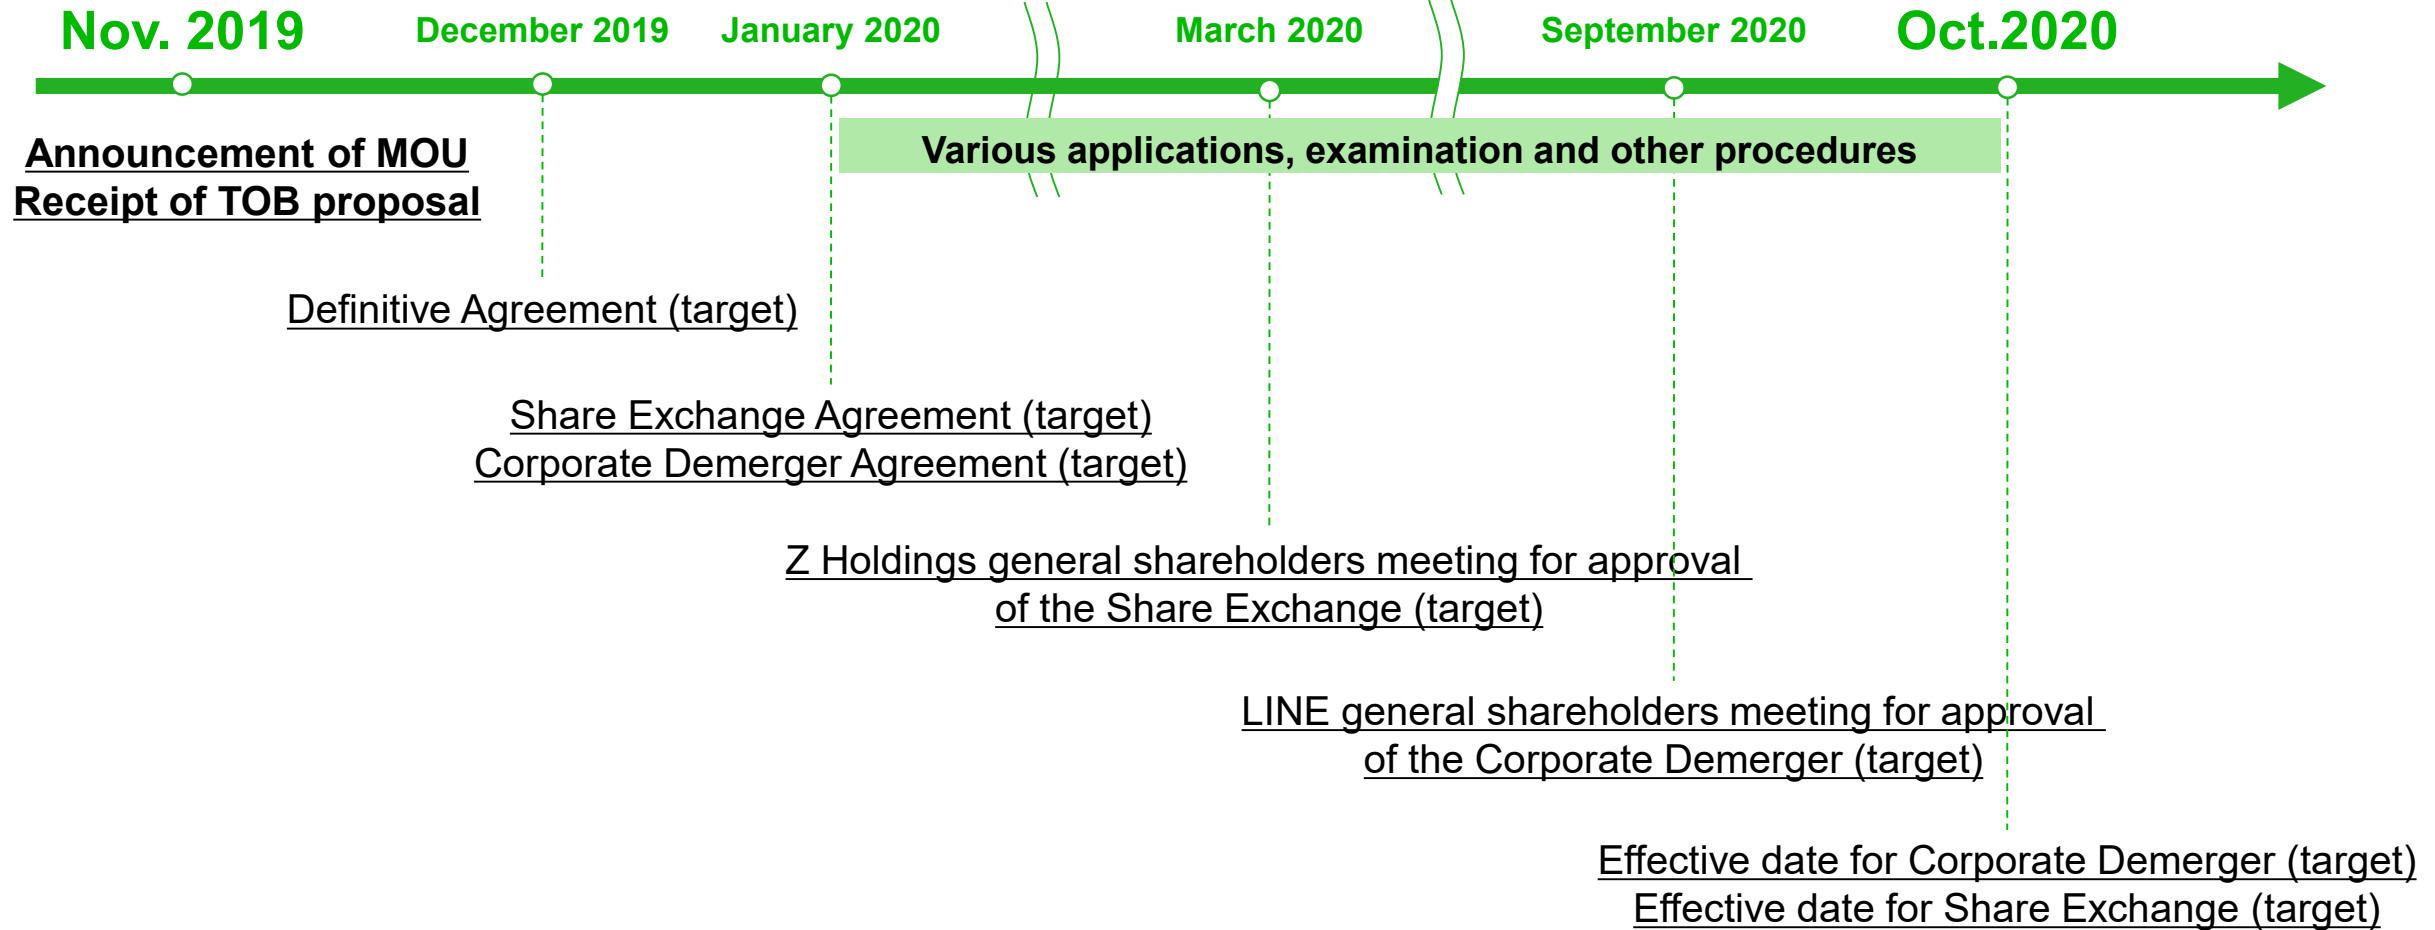 Nov. 2019
December 2019
January 2020
March 2020
September 2020
Oct.2020
Announcement of MOU
Receipt of TOB proposal
Various applications, examination and other procedures
Definitive Agreement (target)
Share Exchange Agreement (target)
Corporate Demerger Agreement (target)
Z Holdings general shareholders meeting for approval
of the Share Exchange (target)
LINE general shareholders meeting for approval
of the Corporate Demerger (target)
Effective date for Corporate Demerger (target)
Effective date for Share Exchange (target)